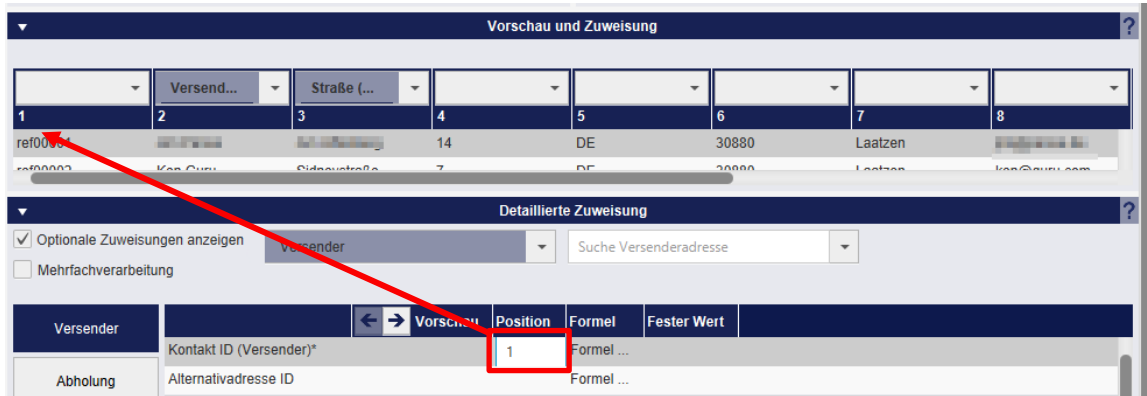 Vorschau und Zuweisung ?
Versend... Straße (...
1 2 3 4 5 6 7 8
14 DE 30880 Laatzen
Detaillierte Zuweisung ?
Optionale Zuweisungen anzeigen Versender Suche Versenderadresse
Mehrfachverarbeitung
Versender Vorschau Position Formel Fester Wert
Kontakt ID (Versender)* 1 Formel ...
Abholung Alternativadresse ID Formel ...